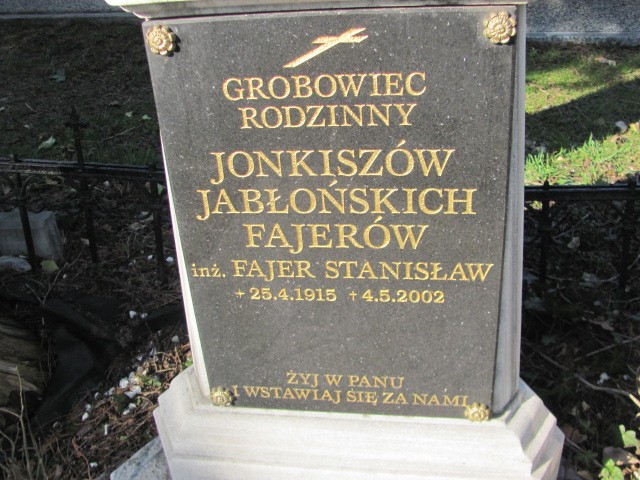 GROBOWIEC
RODZINNY
JONKISZÓW
JABŁOŃSKICH
FAJERÓW
inż. FAJER STANISŁAW
+ 25.4.1915 † 4.5.2002
ŻYJ W PANU
I WSTAWIAJ SIĘ ZA NAMI